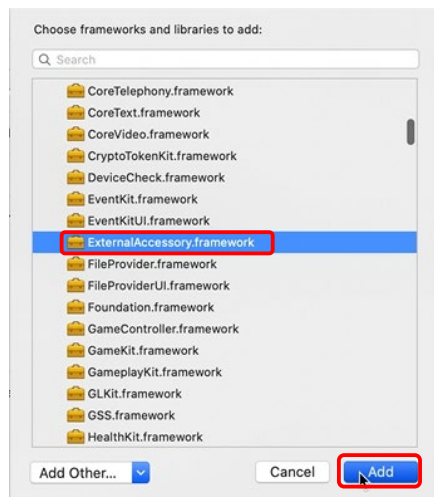 Choose frameworks and libraries to add:
Search
CoreTelephony.framework
CoreText.framework
CoreVideo.framework
CryptoTokenKit.framework
DeviceCheck.framework
EventKit.framework
EventKitUI.framework
ExternalAccessory.framework
FileProvider.framework
FileProviderUI.framework
Foundation.framework
GameController.framework
GameKit.framework
GameplayKit.framework
GLKit.framework
GSS.framework
HealthKit.framework
Add Other... Cancel Add